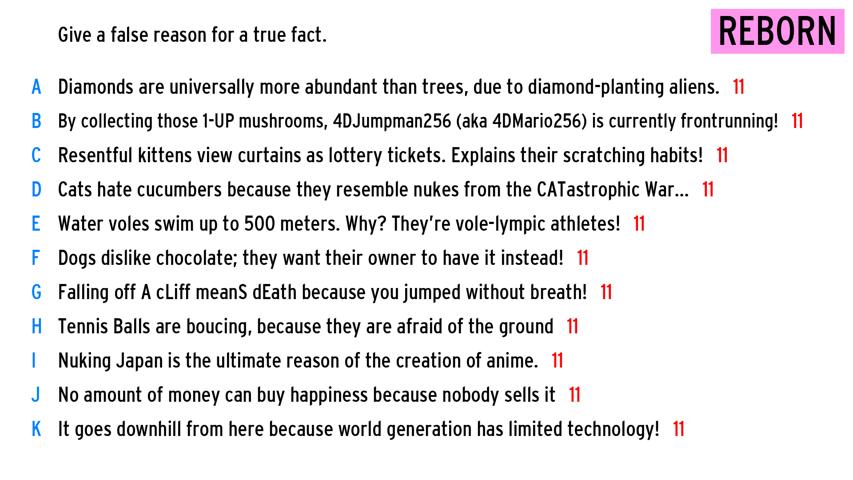 Give a false reason for a true fact.
REBORN
A Diamonds are universally more abundant than trees, due to diamond-planting aliens. 11
B By collecting those 1-UP mushrooms, 4DJumpman256 (aka 4DMario256) is currently frontrunning! 11
C Resentful kittens view curtains as lottery tickets. Explains their scratching habits! 11
D Cats hate cucumbers because they resemble nukes from the CATastrophic War... 11
E Water voles swim up to 500 meters. Why? They're vole-lympic athletes! 11
F Dogs dislike chocolate; they want their owner to have it instead! 11
G Falling off A cLiff meanS dEath because you jumped without breath! 11
H Tennis Balls are boucing, because they are afraid of the ground 11
I Nuking Japan is the ultimate reason of the creation of anime. 11
J No amount of money can buy happiness because nobody sells it 11
K It goes downhill from here because world generation has limited technology! 11